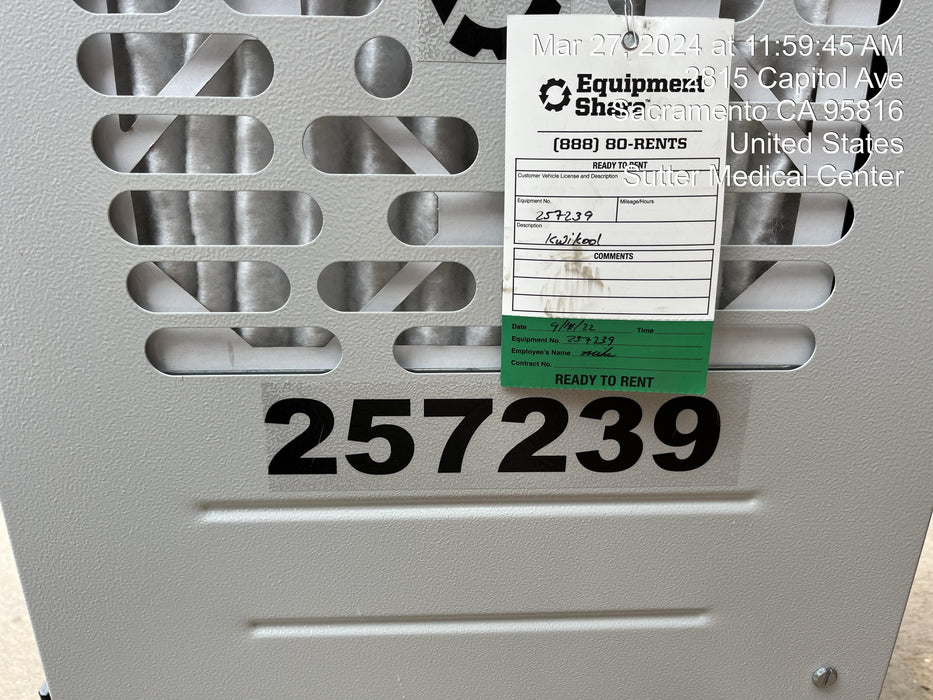 Mar 27, 2024 at 11:59:45 AM
2815 Capitol Ave
Sacramento CA 95816
United States
Sutter Medical Center
Equipment
Share
(888) 80-RENTS
READY TO RENT
Customer Vehicle License and Description
Equipment No. Mileage/Hours
257239
Description
Kwikool
COMMENTS
Date 9/ /22 Time
Equipment No. 257239
Employee's Name Mike
Contract No.
READY TO RENT
257239